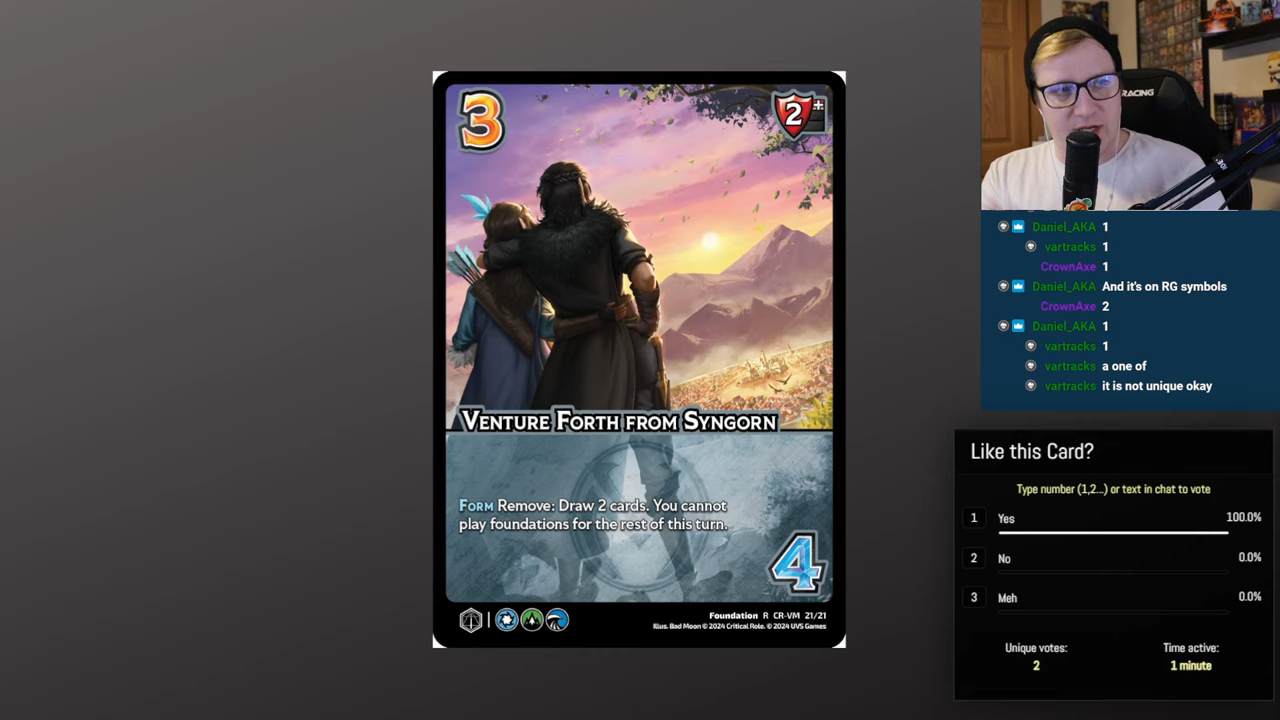 3
2 +
VENTURE FORTH FROM SYNGORN
FORM Remove: Draw 2 cards. You cannot
play foundations for the rest of this turn.
4
Foundation R CR-VM 21/21
Illus. Bad Moon © 2024 Critical Role. © 2024 UVS Games
RACING
Daniel_AKA 1
vartracks 1
CrownAxe 1
Daniel_AKA And it's on RG symbols
CrownAxe 2
Daniel_AKA 1
vartracks 1
vartracks a one of
vartracks it is not unique okay
Like this Card?
Type number (1,2...) or text in chat to vote
1 Yes 100.0%
2 No 0.0%
3 Meh 0.0%
Unique votes: Time active:
2 1 minute